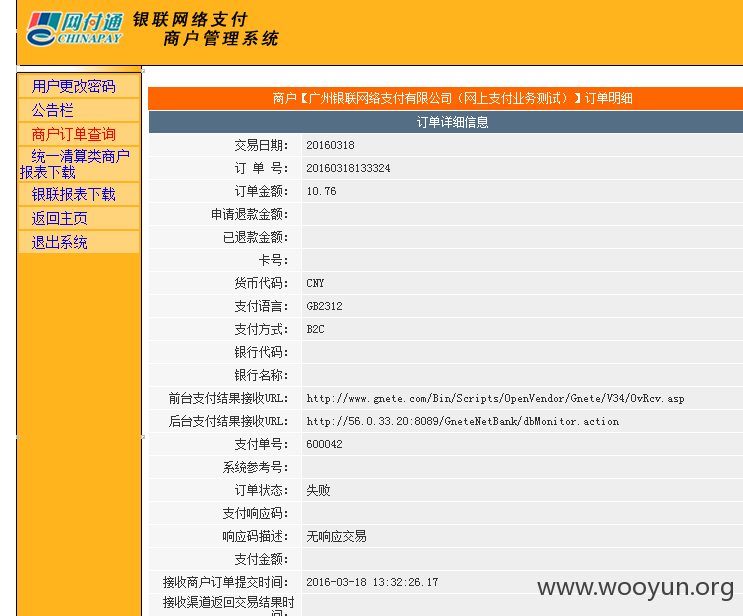 网付通
CHINAPAY
银联网络支付
商户管理系统
用户更改密码
公告栏
商户订单查询
统一清算类商户
报表下载
银联报表下载
返回主页
退出系统
商户【广州银联网络支付有限公司（网上支付业务测试）】订单明细
订单详细信息
交易日期: 20160318
订 单 号: 20160318133324
订单金额: 10.76
申请退款金额:
已退款金额:
卡号:
货币代码: CNY
支付语言: GB2312
支付方式: B2C
银行代码:
银行名称:
前台支付结果接收URL: http://www.gnete.com/Bin/Scripts/OpenVendor/Gnete/V34/OvRcv.asp
后台支付结果接收URL: http://56.0.33.20:8089/GneteNetBank/dbMonitor.action
支付单号: 600042
系统参考号:
订单状态: 失败
支付响应码:
响应码描述: 无响应交易
支付金额:
接收商户订单提交时间: 2016-03-18 13:32:26.17
接收渠道返回交易结果时
间:
www.wooyun.org